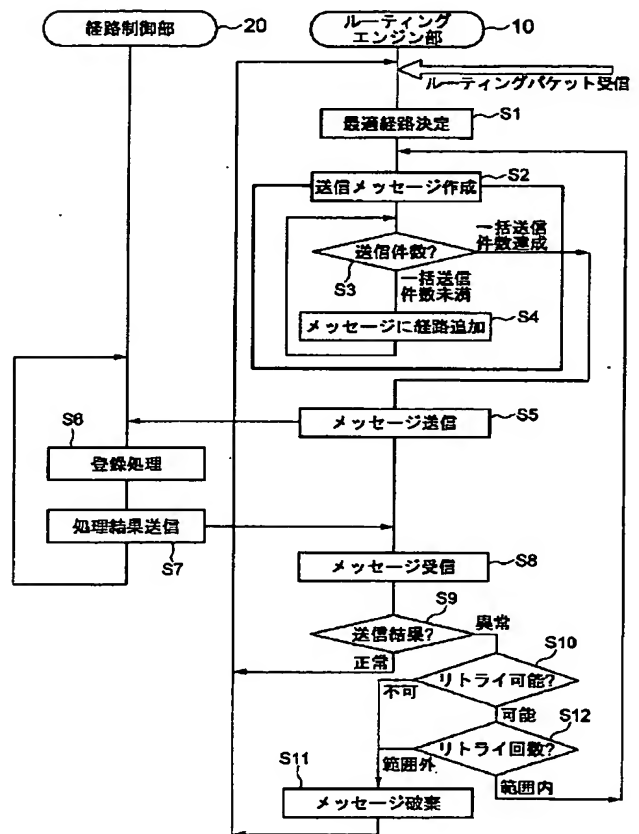 経路制御部
20
ルーティング
エンジン部
10
ルーティングパケット受信
最適経路決定
S1
送信メッセージ作成
S2
送信件数?
S3
一括送信
件数達成
一括送信
件数未満
メッセージに経路追加
S4
メッセージ送信
S5
S6
登録処理
処理結果送信
S7
メッセージ受信
S8
送信結果?
S9
異常
正常
リトライ可能?
S10
不可
可能
リトライ回数?
S12
範囲外
範囲内
S11
メッセージ破棄